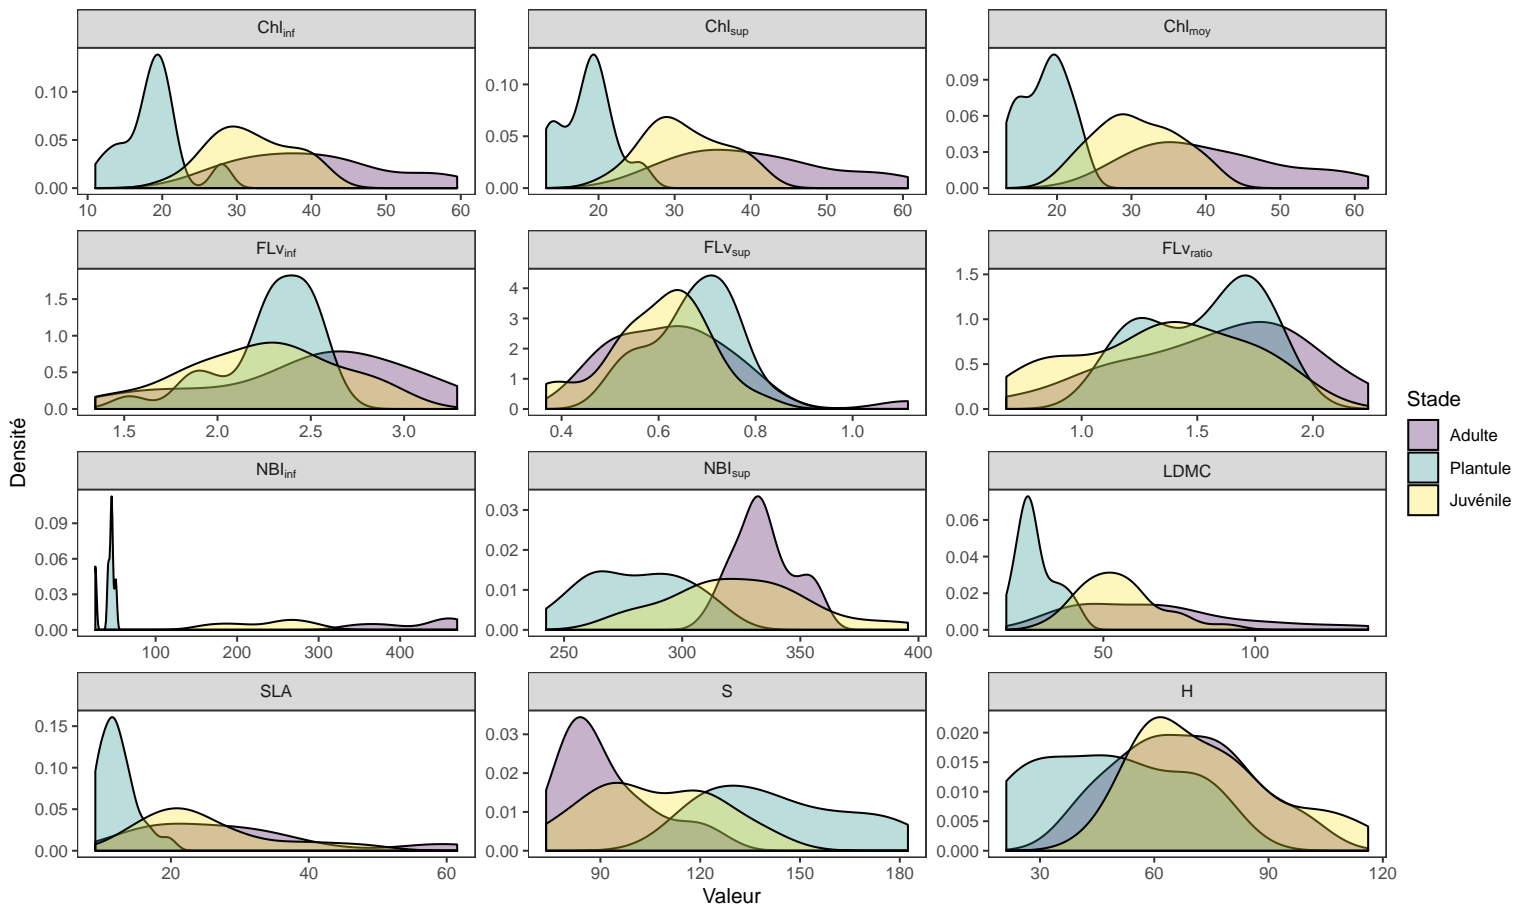 Chlinf
Chlsup
Chlmoy
0.10
0.05
0.00
10 20 30 40 50 60
0.10
0.05
0.00
20 30 40 50 60
0.09
0.06
0.03
0.00
20 30 40 50 60
FLvinf
FLvsup
FLvratio
1.5
1.0
0.5
0.0
1.5 2.0 2.5 3.0
4
3
2
1
0
0.4 0.6 0.8 1.0
1.5
1.0
0.5
0.0
1.0 1.5 2.0
NBIinf
NBIsup
LDMC
0.09
0.06
0.03
0.00
100 200 300 400
0.03
0.02
0.01
0.00
250 300 350 400
0.06
0.04
0.02
0.00
50 100
SLA
S
H
0.15
0.10
0.05
0.00
20 40 60
0.03
0.02
0.01
0.00
90 120 150 180
0.020
0.015
0.010
0.005
0.000
30 60 90 120
Densité
Valeur
Stade
Adulte
Plantule
Juvénile